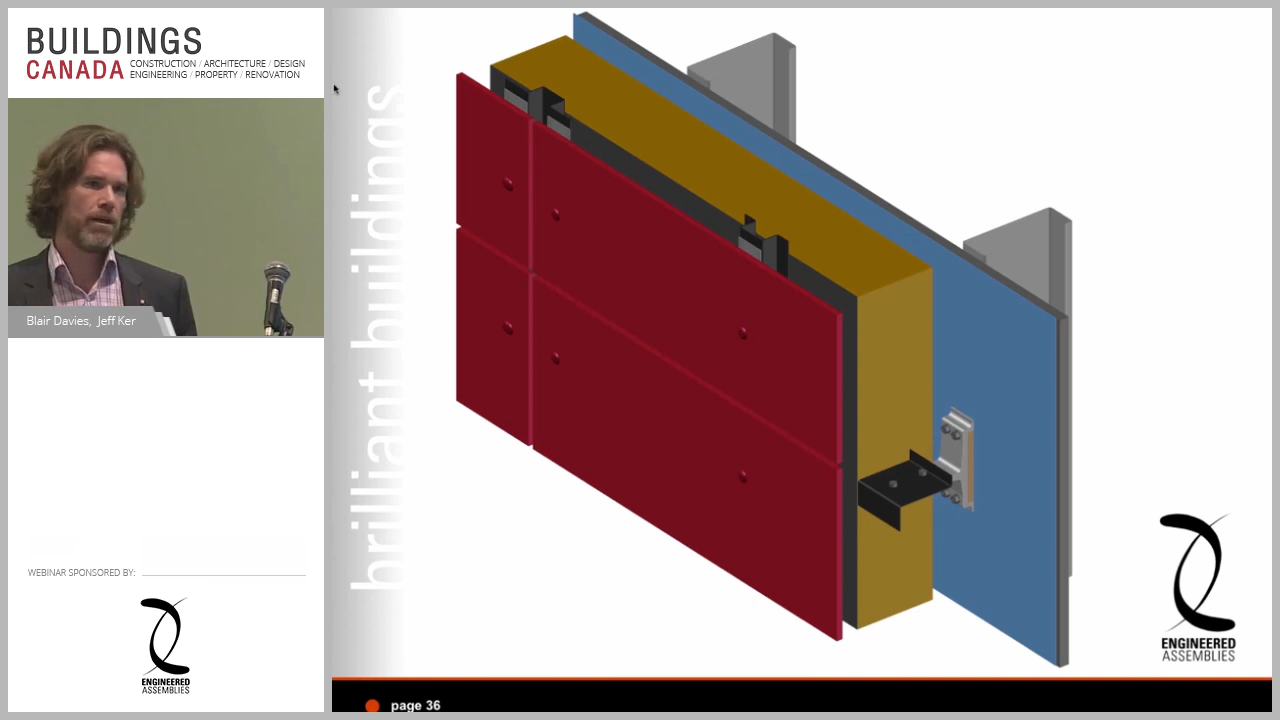 BUILDINGS
CANADA
CONSTRUCTION / ARCHITECTURE / DESIGN
ENGINEERING / PROPERTY / RENOVATION
Blair Davies, Jeff Ker
WEBINAR SPONSORED BY:
ENGINEERED
ASSEMBLIES
brilliant buildings
ENGINEERED
ASSEMBLIES
page 36